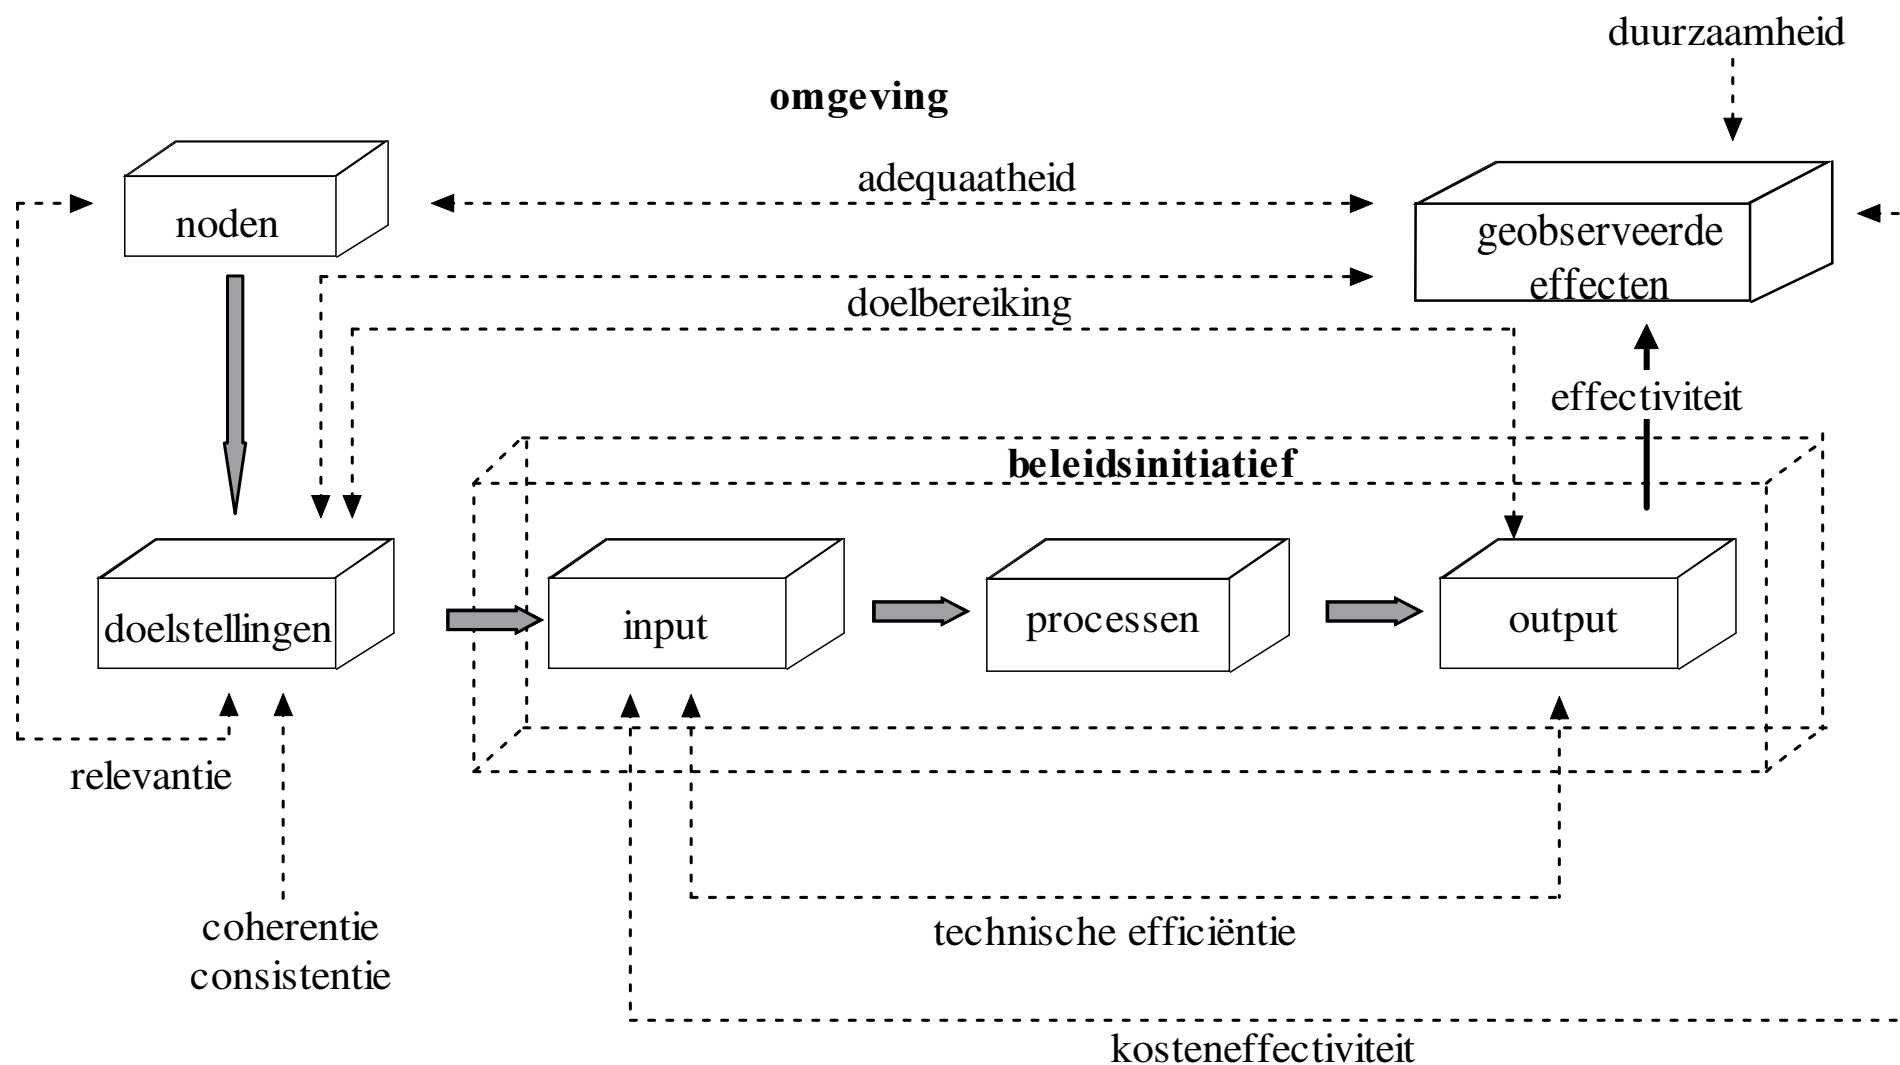 duurzaamheid
omgeving
adequaatheid
noden
geobserveerde
effecten
doelbereiking
effectiviteit
beleidsinitiatief
doelstellingen
input
processen
output
relevantie
coherentie
consistentie
technische efficiëntie
kosteneffectiviteit